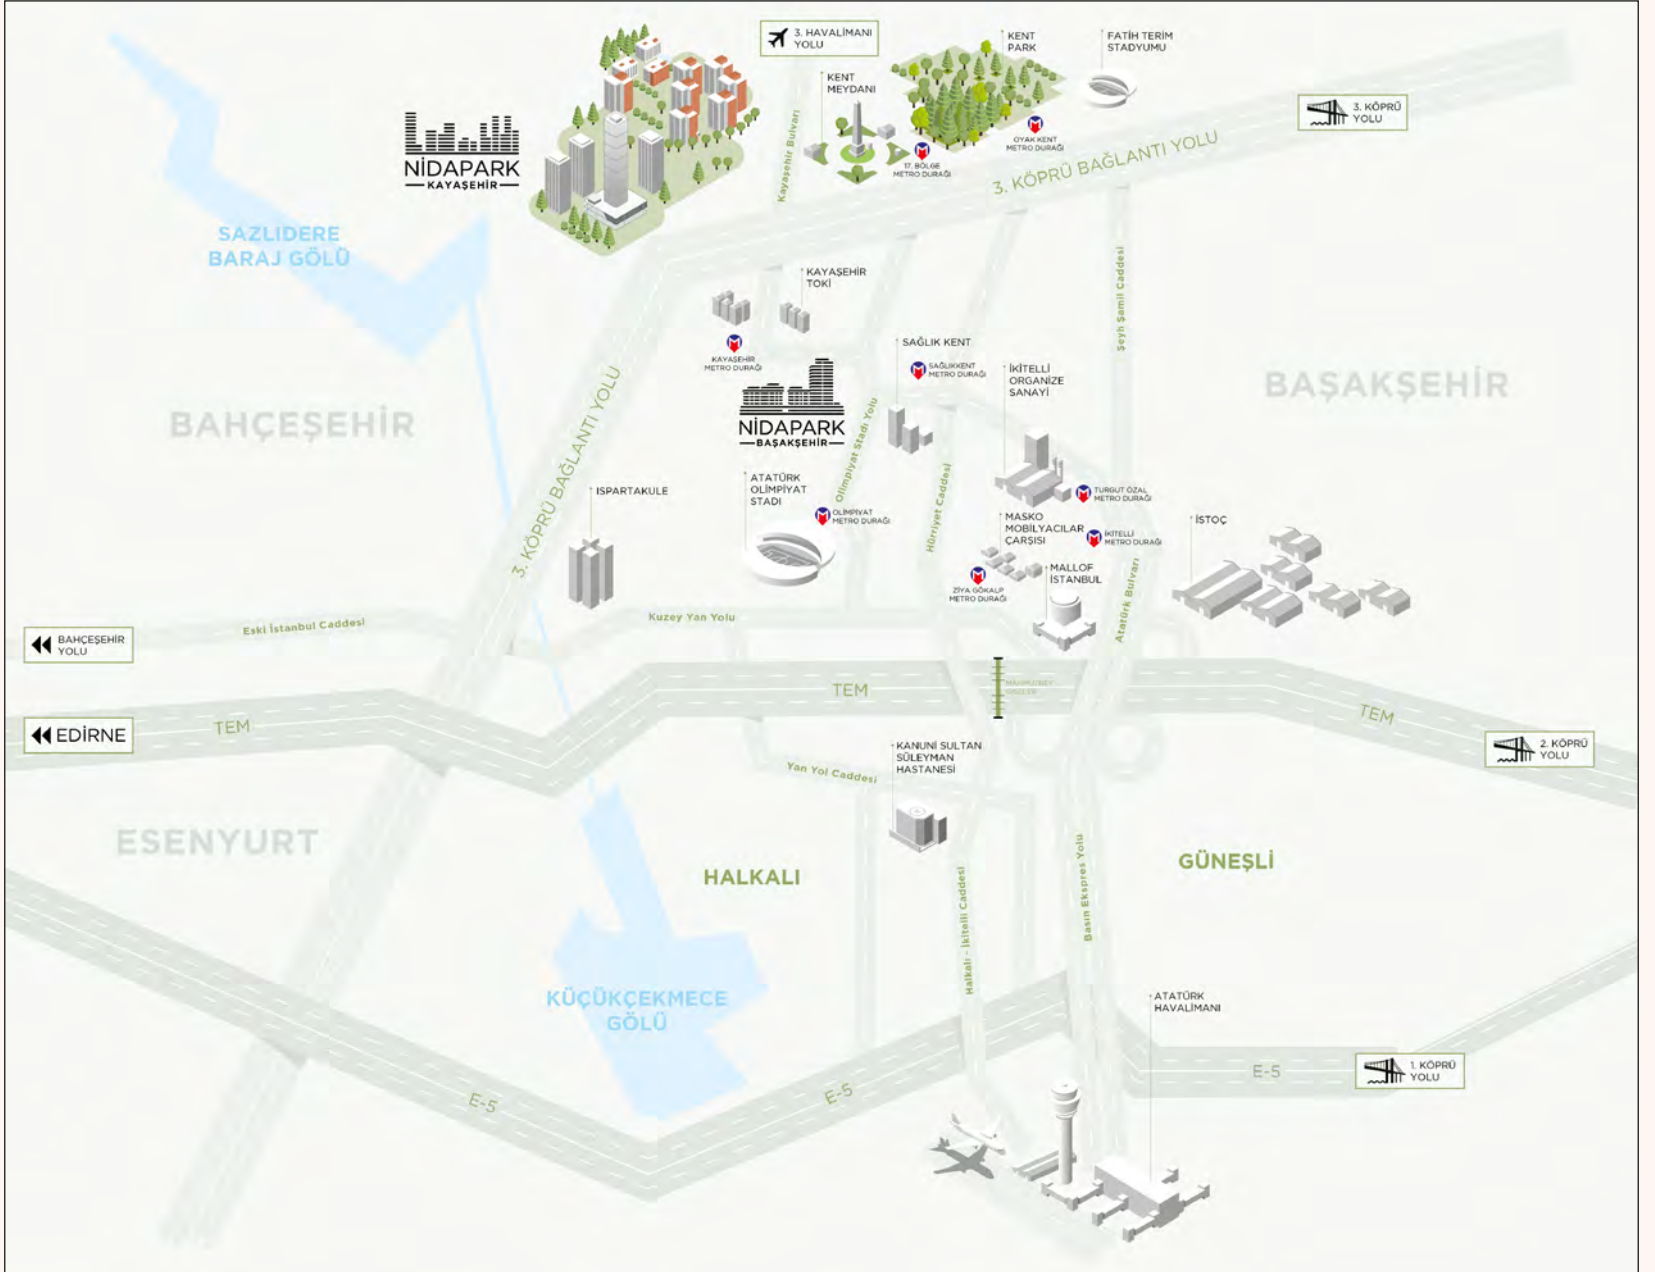 3. HAVALİMANI
YOLU
KENT
PARK
FATİH TERİM
STADYUMU
KENT
MEYDANI
3. KÖPRÜ
YOLU
NİDAPARK
KAYAŞEHİR
Kayaşehir Bulvarı
OYAK KENT
METRO DURAĞI
17. BÖLGE
METRO DURAĞI
3. KÖPRÜ BAĞLANTI YOLU
SAZLIDERE
BARAJ GÖLÜ
KAYAŞEHİR
TOKİ
Şeyh Şamil Caddesi
KAYAŞEHİR
METRO DURAĞI
SAĞLIK KENT
SAĞLIKKENT
METRO DURAĞI
İKİTELLİ
ORGANİZE
SANAYİ
BAŞAKŞEHİR
BAHÇEŞEHİR
3. KÖPRÜ BAĞLANTI YOLU
NİDAPARK
BAŞAKŞEHİR
Olimpiyat Stadı Yolu
Hürriyet Caddesi
ISPARTAKULE
ATATÜRK
OLİMPİYAT
STADI
OLİMPİYAT
METRO DURAĞI
TURGUT ÖZAL
METRO DURAĞI
MASKO
MOBİLYACILAR
ÇARŞISI
İKİTELLİ
METRO DURAĞI
İSTOÇ
ZİYA GÖKALP
METRO DURAĞI
MALLOF
İSTANBUL
Atatürk Bulvarı
BAHÇEŞEHİR
YOLU
Eski İstanbul Caddesi
Kuzey Yan Yolu
TEM
EDİRNE
TEM
TEM
2. KÖPRÜ
YOLU
KANUNİ SULTAN
SÜLEYMAN
HASTANESİ
Yan Yol Caddesi
ESENYURT
HALKALI
GÜNEŞLİ
Halkalı - İkitelli Caddesi
Basın Ekspres Yolu
KÜÇÜKÇEKMECE
GÖLÜ
ATATÜRK
HAVALİMANI
E-5
E-5
E-5
1. KÖPRÜ
YOLU